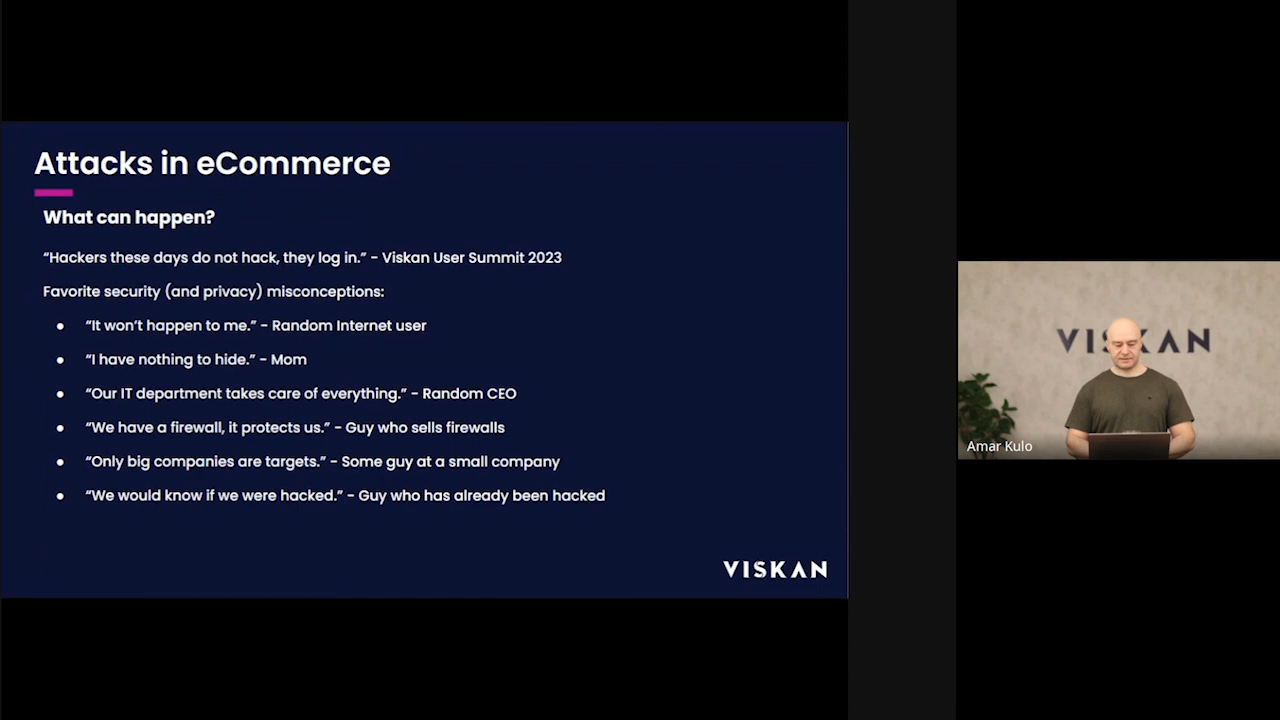 Attacks in eCommerce
What can happen?
“Hackers these days do not hack, they log in.” - Viskan User Summit 2023
Favorite security (and privacy) misconceptions:
● “It won’t happen to me.” - Random Internet user
● “I have nothing to hide.” - Mom
● “Our IT department takes care of everything.” - Random CEO
● “We have a firewall, it protects us.” - Guy who sells firewalls
● “Only big companies are targets.” - Some guy at a small company
● “We would know if we were hacked.” - Guy who has already been hacked
VISKAN
VISKAN
Amar Kulo